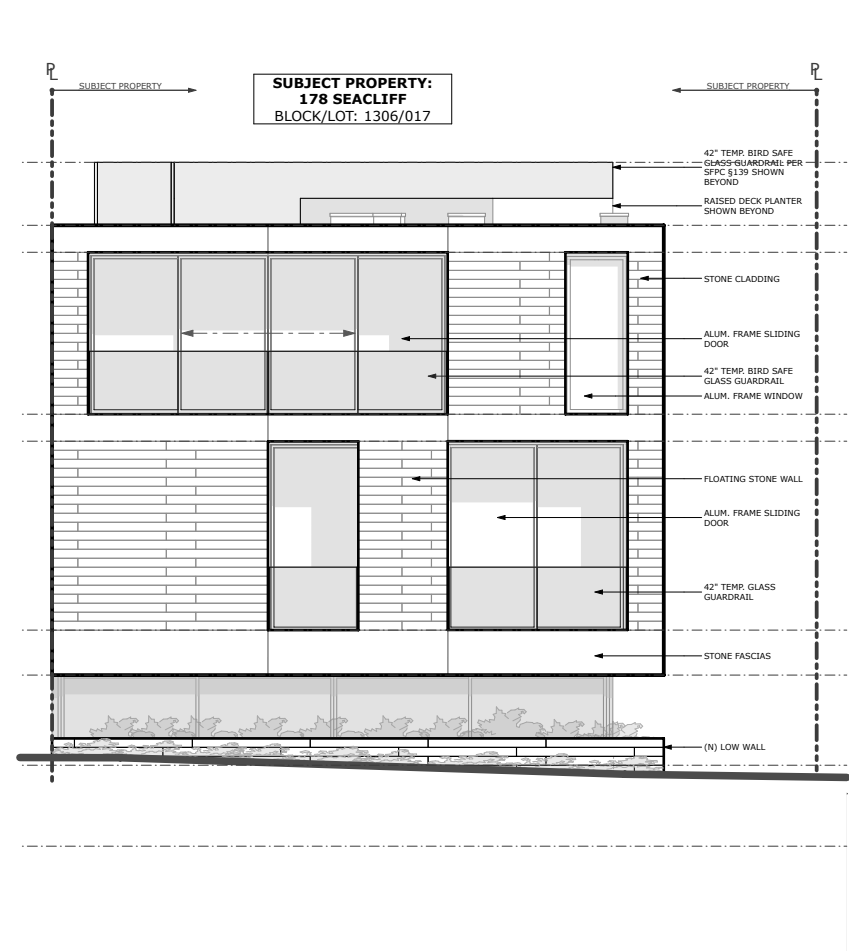 PL
PL
SUBJECT PROPERTY
SUBJECT PROPERTY:
178 SEACLIFF
BLOCK/LOT: 1306/017
SUBJECT PROPERTY
42" TEMP. BIRD SAFE
GLASS GUARDRAIL PER
SFPC §139 SHOWN
BEYOND
RAISED DECK PLANTER
SHOWN BEYOND
STONE CLADDING
ALUM. FRAME SLIDING
DOOR
42" TEMP. BIRD SAFE
GLASS GUARDRAIL
ALUM. FRAME WINDOW
FLOATING STONE WALL
ALUM. FRAME SLIDING
DOOR
42" TEMP. GLASS
GUARDRAIL
STONE FASCIAS
(N) LOW WALL